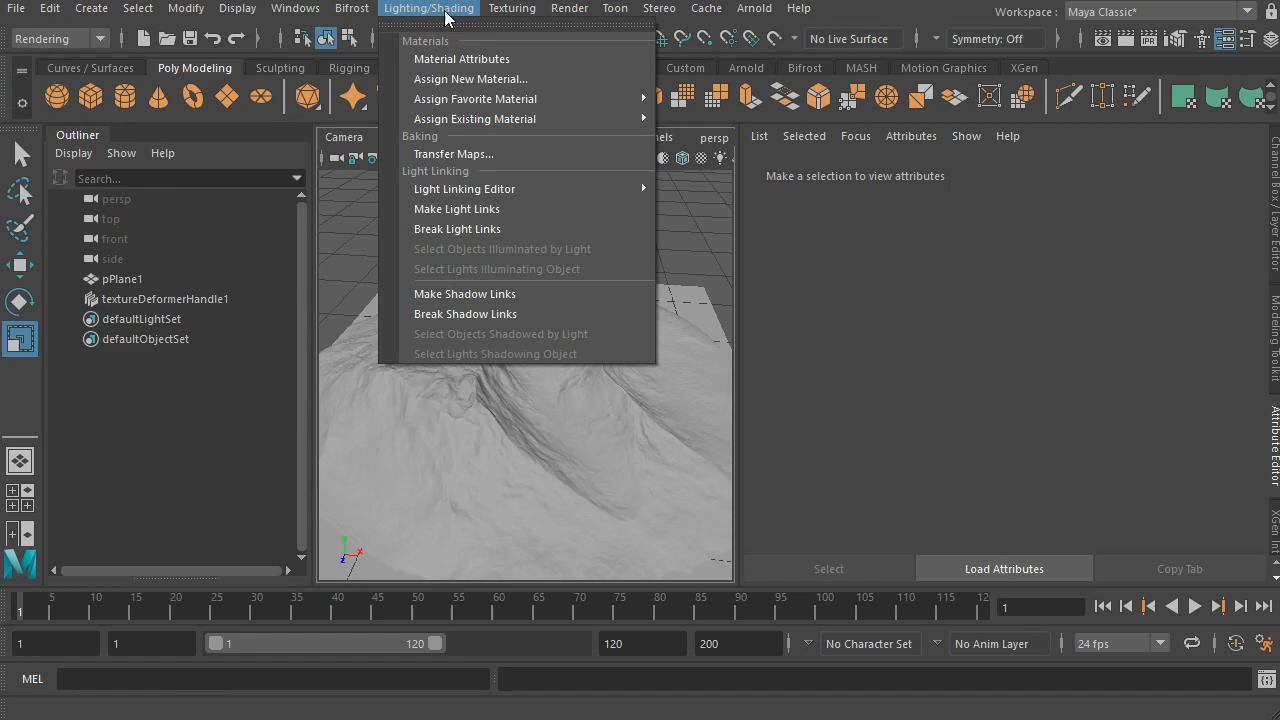 File Edit Create Select Modify Display Windows Bifrost Lighting/Shading Texturing Render Toon Stereo Cache Arnold Help Workspace : Maya Classic*
Rendering No Live Surface Symmetry: Off
Curves / Surfaces Poly Modeling Sculpting Rigging Custom Arnold Bifrost MASH Motion Graphics XGen
Materials
Material Attributes
Assign New Material...
Assign Favorite Material
Assign Existing Material
Baking
Transfer Maps...
Light Linking
Light Linking Editor
Make Light Links
Break Light Links
Select Objects Illuminated by Light
Select Lights Illuminating Object
Make Shadow Links
Break Shadow Links
Select Objects Shadowed by Light
Select Lights Shadowing Object
Outliner
Display Show Help
Search...
persp
top
front
side
pPlane1
textureDeformerHandle1
defaultLightSet
defaultObjectSet
Camera
nels persp
IPR
y
x
z
List Selected Focus Attributes Show Help
Make a selection to view attributes
Select Load Attributes Copy Tab
Channel Box / Layer Editor
Modeling Toolkit
Attribute Editor
XGen Int
1 5 10 15 20 25 30 35 40 45 50 55 60 65 70 75 80 85 90 95 100 105 110 115 12
1
1 1 1 120 120 200 No Character Set No Anim Layer 24 fps
MEL